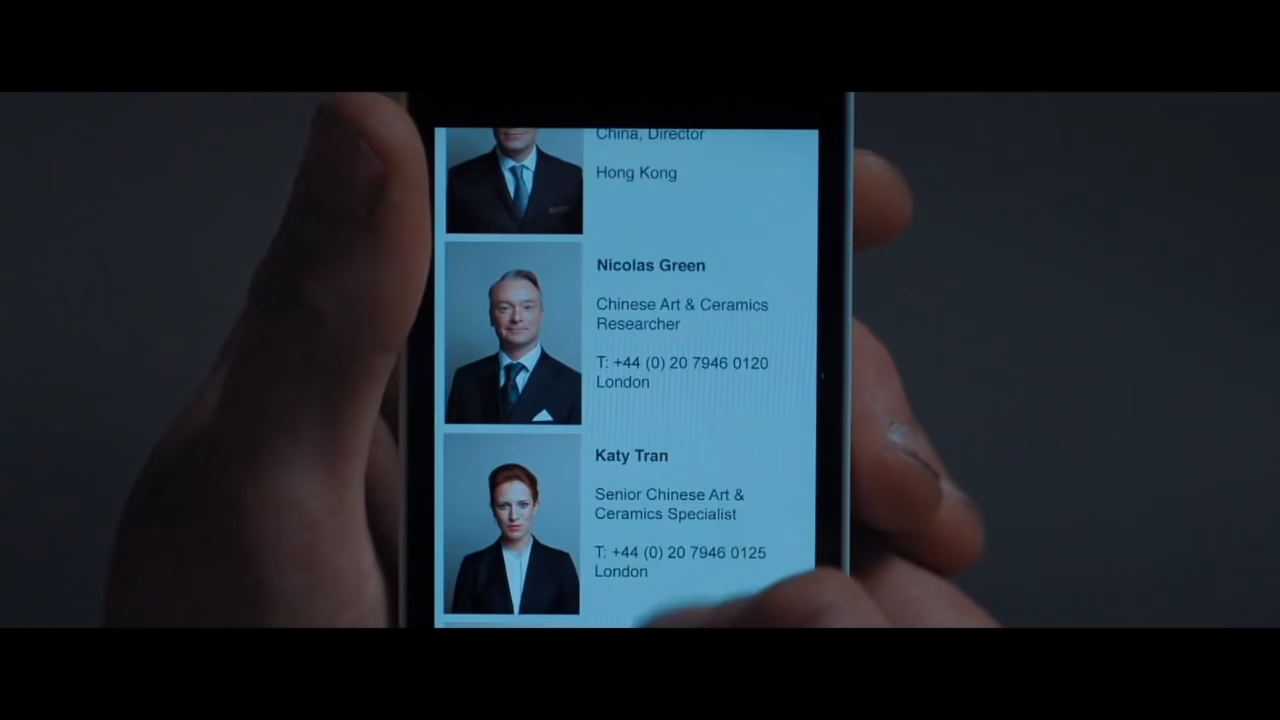 China, Director
Hong Kong
Nicolas Green
Chinese Art & Ceramics
Researcher
T: +44 (0) 20 7946 0120
London
Katy Tran
Senior Chinese Art &
Ceramics Specialist
T: +44 (0) 20 7946 0125
London